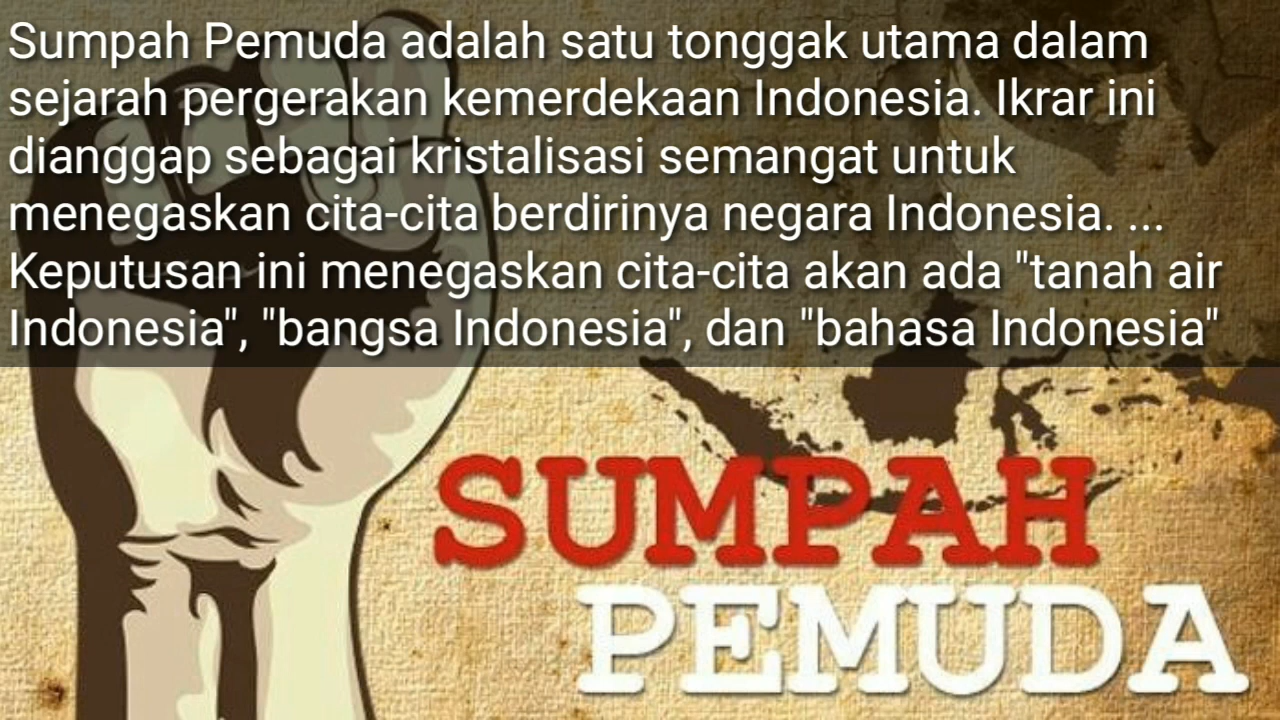 Sumpah Pemuda adalah satu tonggak utama dalam
sejarah pergerakan kemerdekaan Indonesia. Ikrar ini
dianggap sebagai kristalisasi semangat untuk
menegaskan cita-cita berdirinya negara Indonesia. ...
Keputusan ini menegaskan cita-cita akan ada "tanah air
Indonesia", "bangsa Indonesia", dan "bahasa Indonesia"
SUMPAH
PEMUDA